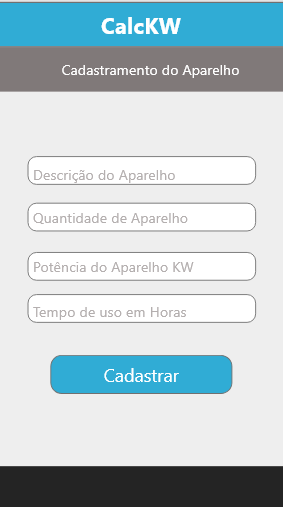 CalcKW
Cadastramento do Aparelho
Descrição do Aparelho
Quantidade de Aparelho
Potência do Aparelho KW
Tempo de uso em Horas
Cadastrar